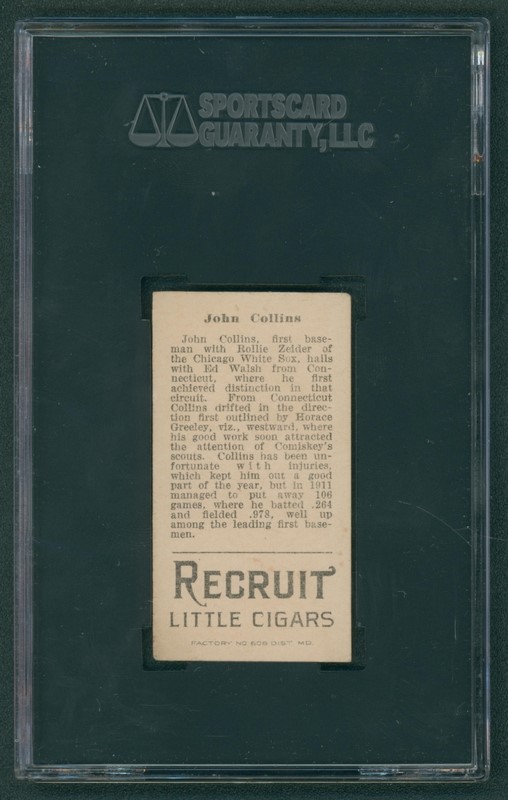 SPORTSCARD
GUARANTY, LLC
John Collins
John Collins, first base-
man with Rollie Zeider of
the Chicago White Sox, hails
with Ed Walsh from Con-
necticut, where he first
achieved distinction in that
circuit. From Connecticut
Collins drifted in the direc-
tion first outlined by Horace
Greeley, viz., westward, where
his good work soon attracted
the attention of Comiskey's
scouts. Collins has been un-
fortunate with injuries,
which kept him out a good
part of the year, but in 1911
managed to put away 106
games, where he batted .264
and fielded .978, well up
among the leading first base-
men.
RECRUIT
LITTLE CIGARS
FACTORY NO 606 DIST. MD.